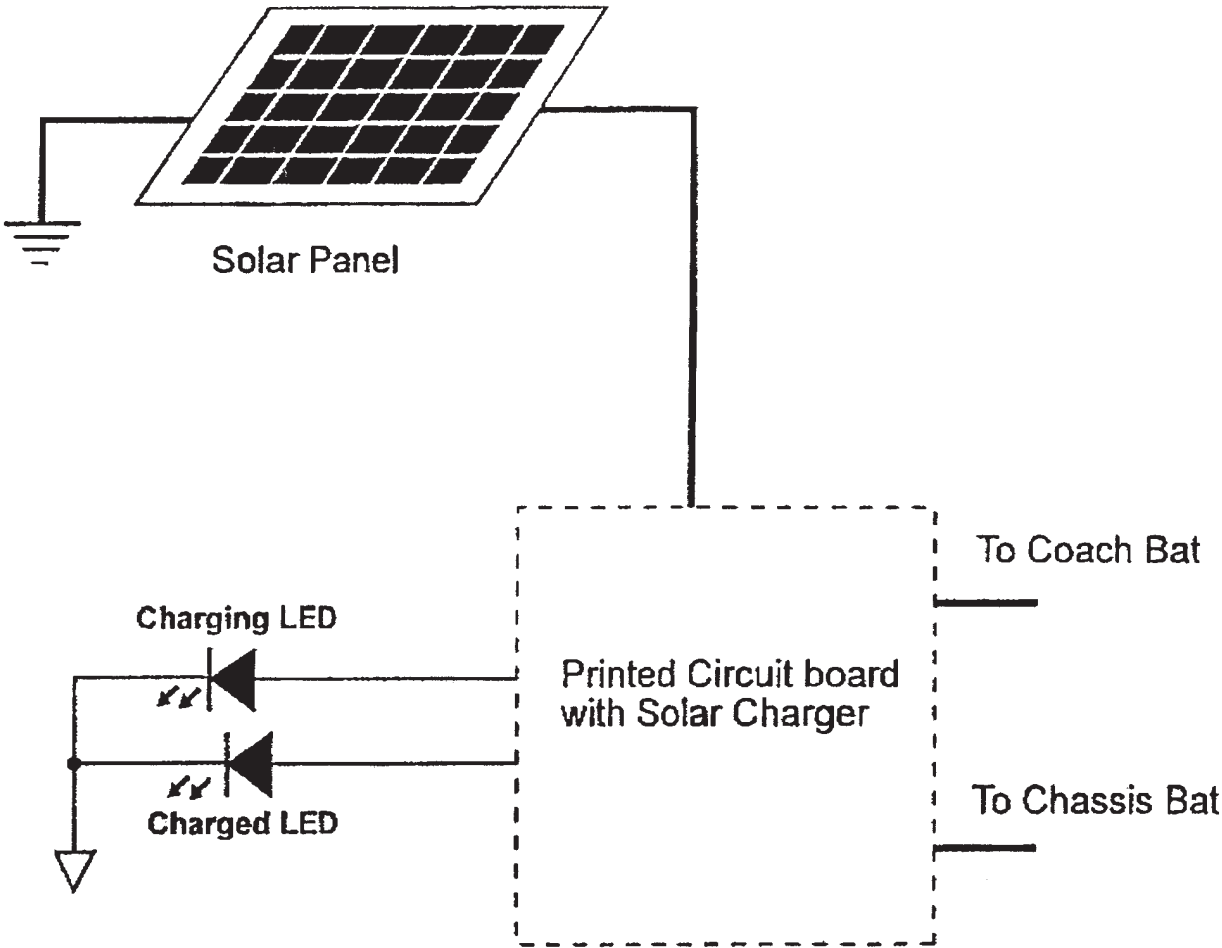 Solar Panel
To Coach Bat
Charging LED
Printed Circuit board
with Solar Charger
To Chassis Bat
Charged LED